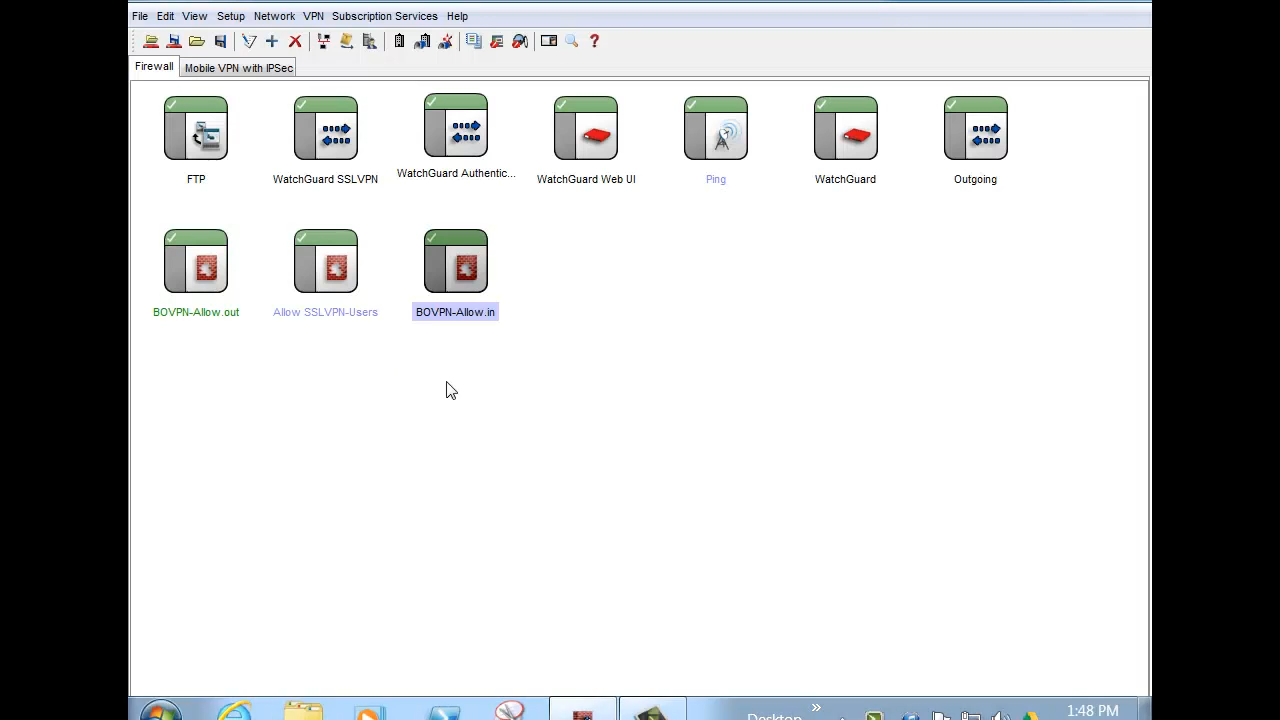 File Edit View Setup Network VPN Subscription Services Help
Firewall Mobile VPN with IPSec
FTP WatchGuard SSLVPN WatchGuard Authentic... WatchGuard Web UI Ping WatchGuard Outgoing
BOVPN-Allow.out Allow SSLVPN-Users BOVPN-Allow.in
Desktop » 1:48 PM